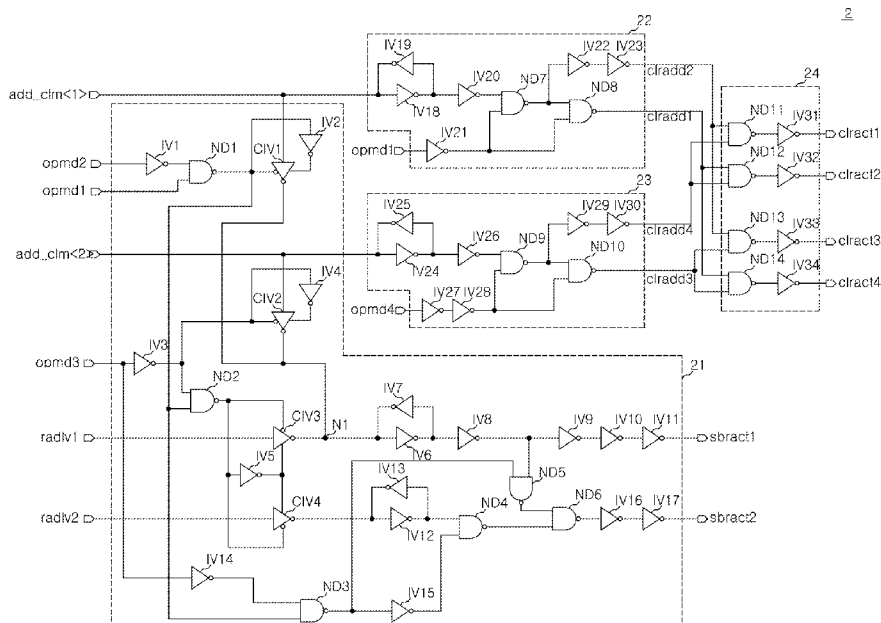 2
22
IV19
IV22 IV23
24
add_clm<1>
IV20
ND7
clradd2
IV18
ND8
ND11
IV31
clract1
IV2
IV21
clradd1
CIV1
opmd1
ND12
IV32
clract2
opmd2
IV1
ND1
opmd1
23
IV25
IV29 IV30
ND13
IV33
clract3
add_clm<2>
IV26
ND9
clradd4
IV24
ND10
ND14
IV34
clract4
IV4
clradd3
CIV2
IV27 IV28
opmd4
opmd3
IV3
ND2
21
IV7
CIV3
N1
IV8
IV9 IV10 IV11
radlv1
sbract1
IV6
IV5
IV13
ND5
CIV4
ND4
ND6
IV16 IV17
radlv2
sbract2
IV12
IV14
ND3
IV15